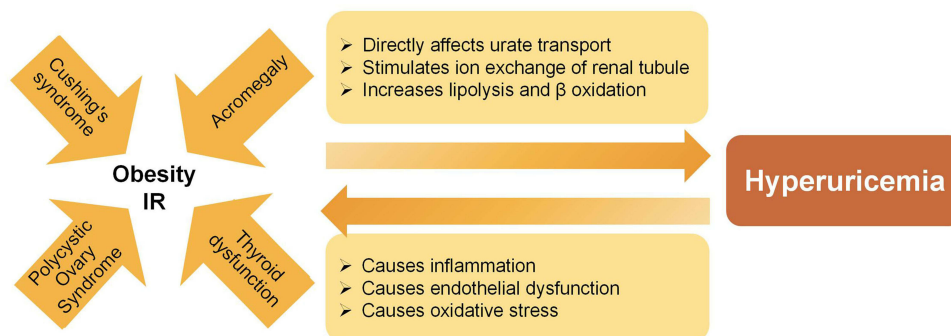 Cushing's
syndrome
Acromegaly
Obesity
IR
Polycystic
Ovary
Syndrome
Thyroid
dysfunction
➢ Directly affects urate transport
➢ Stimulates ion exchange of renal tubule
➢ Increases lipolysis and β oxidation
Hyperuricemia
➢ Causes inflammation
➢ Causes endothelial dysfunction
➢ Causes oxidative stress